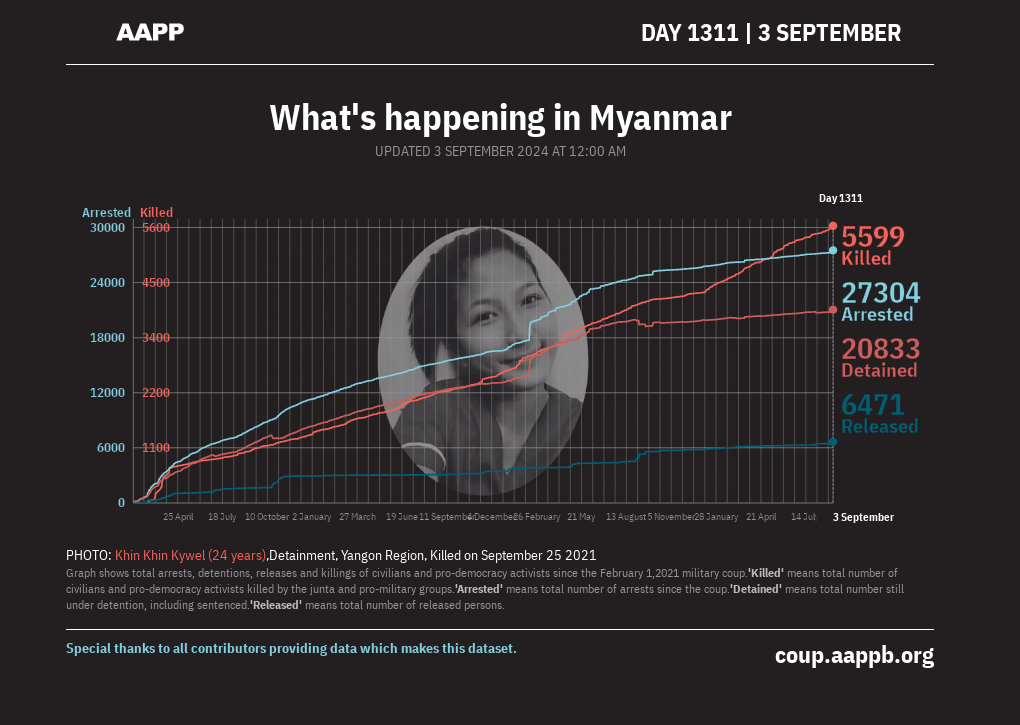 AAPP
DAY 1311 | 3 SEPTEMBER
What's happening in Myanmar
UPDATED 3 SEPTEMBER 2024 AT 12:00 AM
Day 1311
Arrested Killed
30000 5600
24000 4500
18000 3400
12000 2200
6000 1100
0
5599
Killed
27304
Arrested
20833
Detained
6471
Released
25 April 18 July 10 October 2 January 27 March 19 June 11 September 4 December 26 February 21 May 13 August 5 November 28 January 21 April 14 July 3 September
PHOTO: Khin Khin Kywel (24 years),Detainment, Yangon Region, Killed on September 25 2021
Graph shows total arrests, detentions, releases and killings of civilians and pro-democracy activists since the February 1,2021 military coup.'Killed' means total number of
civilians and pro-democracy activists killed by the junta and pro-military groups.'Arrested' means total number of arrests since the coup.'Detained' means total number still
under detention, including sentenced.'Released' means total number of released persons.
Special thanks to all contributors providing data which makes this dataset.
coup.aappb.org